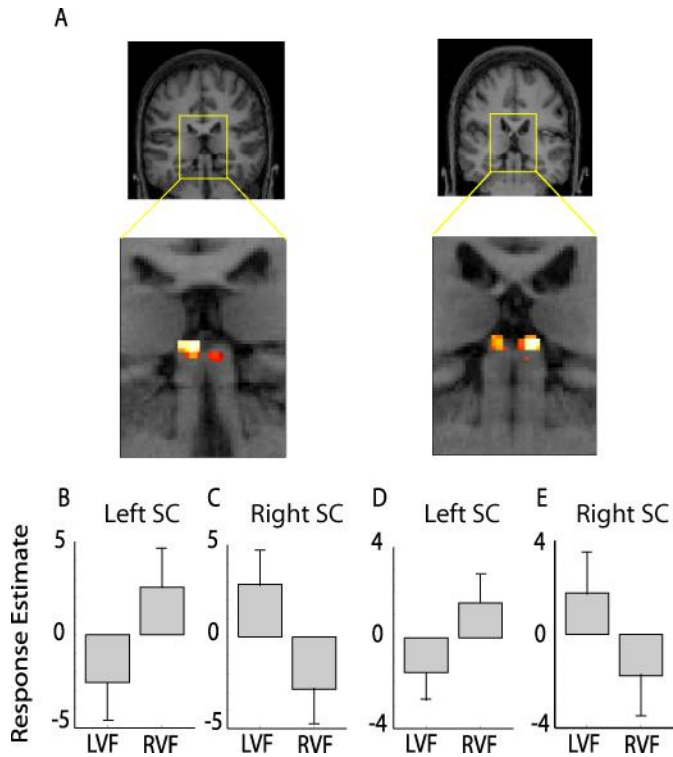 A
B Left SC
C Right SC
D Left SC
E Right SC
Response Estimate
5
0
-5
LVF RVF
5
0
-5
LVF RVF
4
0
-4
LVF RVF
4
0
-4
LVF RVF